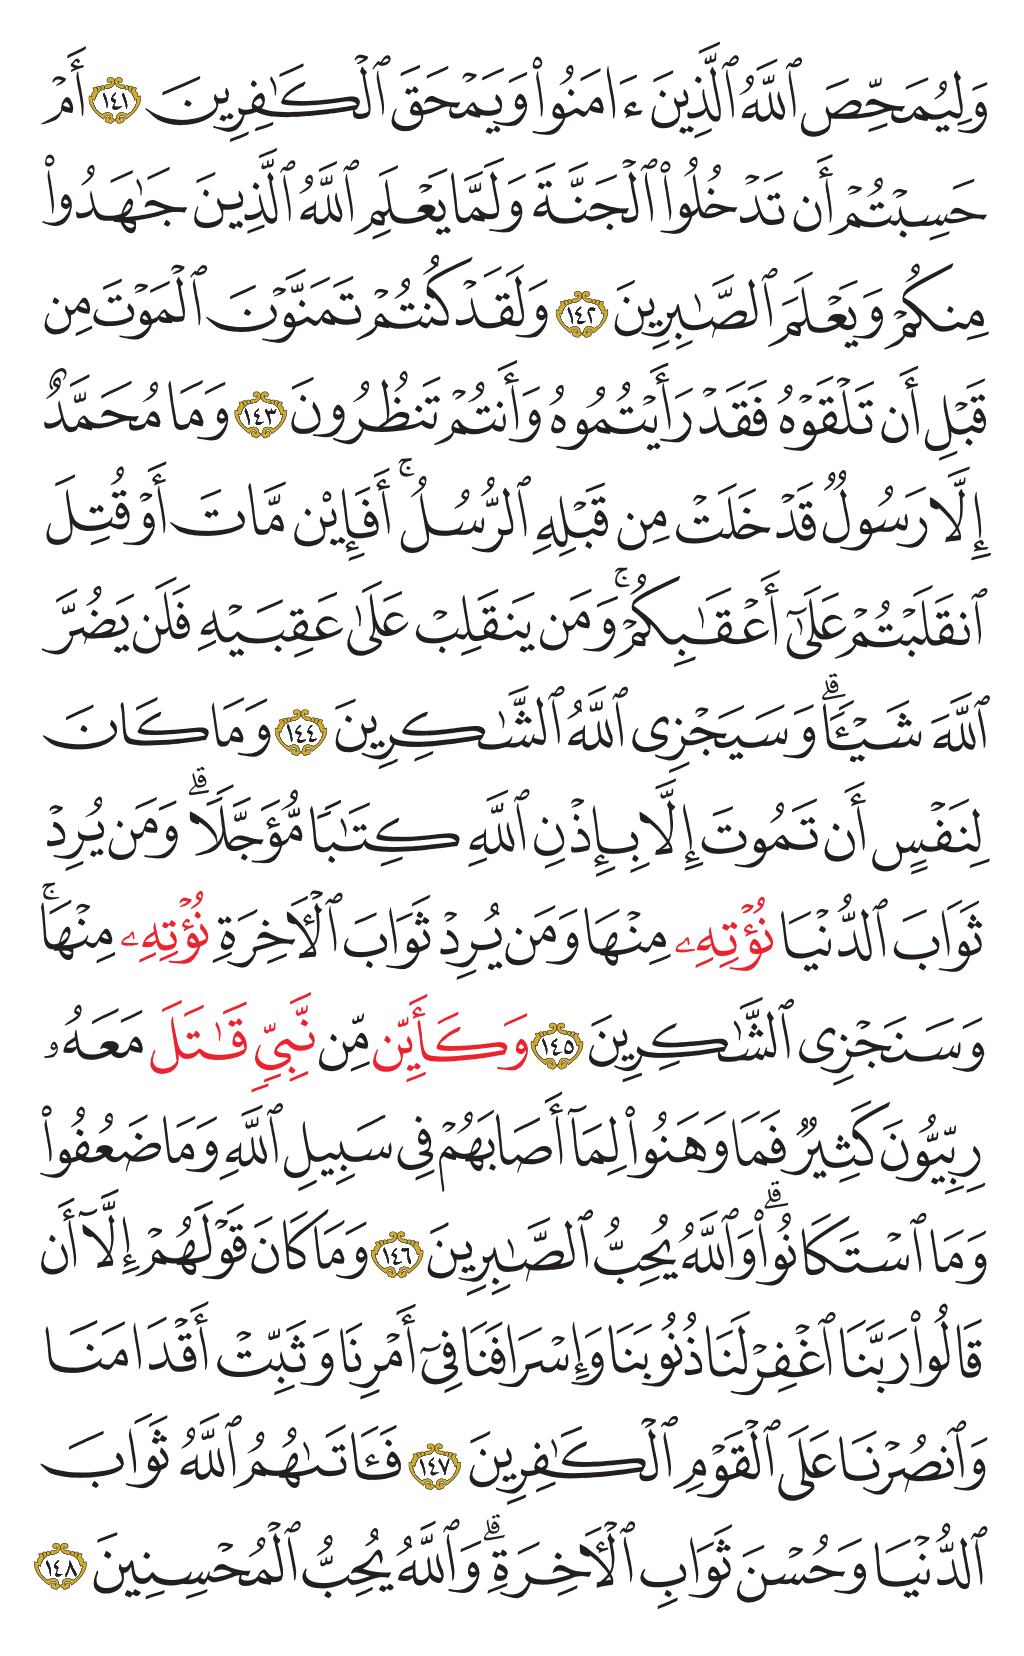 وَلِيُمَحِّصَ ٱللَّهُ ٱلَّذِينَ ءَامَنُوا۟ وَيَمْحَقَ ٱلْكَـٰفِرِينَ ١٤١ أَمْ
حَسِبْتُمْ أَن تَدْخُلُوا۟ ٱلْجَنَّةَ وَلَمَّا يَعْلَمِ ٱللَّهُ ٱلَّذِينَ جَـٰهَدُوا۟
مِنكُمْ وَيَعْلَمَ ٱلصَّـٰبِرِينَ ١٤٢ وَلَقَدْ كُنتُمْ تَمَنَّوْنَ ٱلْمَوْتَ مِن
قَبْلِ أَن تَلْقَوْهُ فَقَدْ رَأَيْتُمُوهُ وَأَنتُمْ تَنظُرُونَ ١٤٣ وَمَا مُحَمَّدٌ
إِلَّا رَسُولٌ قَدْ خَلَتْ مِن قَبْلِهِ ٱلرُّسُلُ ۚ أَفَإِي۟ن مَّاتَ أَوْ قُتِلَ
ٱنقَلَبْتُمْ عَلَىٰٓ أَعْقَـٰبِكُمْ ۚ وَمَن يَنقَلِبْ عَلَىٰ عَقِبَيْهِ فَلَن يَضُرَّ
ٱللَّهَ شَيْـًٔا ۗ وَسَيَجْزِى ٱللَّهُ ٱلشَّـٰكِرِينَ ١٤٤ وَمَا كَانَ
لِنَفْسٍ أَن تَمُوتَ إِلَّا بِإِذْنِ ٱللَّهِ كِتَـٰبًا مُّؤَجَّلًا ۗ وَمَن يُرِدْ
ثَوَابَ ٱلدُّنْيَا نُؤْتِهِۦ مِنْهَا وَمَن يُرِدْ ثَوَابَ ٱلْـَٔاخِرَةِ نُؤْتِهِۦ مِنْهَا ۚ
وَسَنَجْزِى ٱلشَّـٰكِرِينَ ١٤٥ وَكَأَيِّن مِّن نَّبِىٍّ قَـٰتَلَ مَعَهُۥ
رِبِّيُّونَ كَثِيرٌ فَمَا وَهَنُوا۟ لِمَآ أَصَابَهُمْ فِى سَبِيلِ ٱللَّهِ وَمَا ضَعُفُوا۟
وَمَا ٱسْتَكَانُوا۟ ۗ وَٱللَّهُ يُحِبُّ ٱلصَّـٰبِرِينَ ١٤٦ وَمَا كَانَ قَوْلَهُمْ إِلَّآ أَن
قَالُوا۟ رَبَّنَا ٱغْفِرْ لَنَا ذُنُوبَنَا وَإِسْرَافَنَا فِىٓ أَمْرِنَا وَثَبِّتْ أَقْدَامَنَا
وَٱنصُرْنَا عَلَى ٱلْقَوْمِ ٱلْكَـٰفِرِينَ ١٤٧ فَـَٔاتَىٰهُمُ ٱللَّهُ ثَوَابَ
ٱلدُّنْيَا وَحُسْنَ ثَوَابِ ٱلْـَٔاخِرَةِ ۗ وَٱللَّهُ يُحِبُّ ٱلْمُحْسِنِينَ ١٤٨